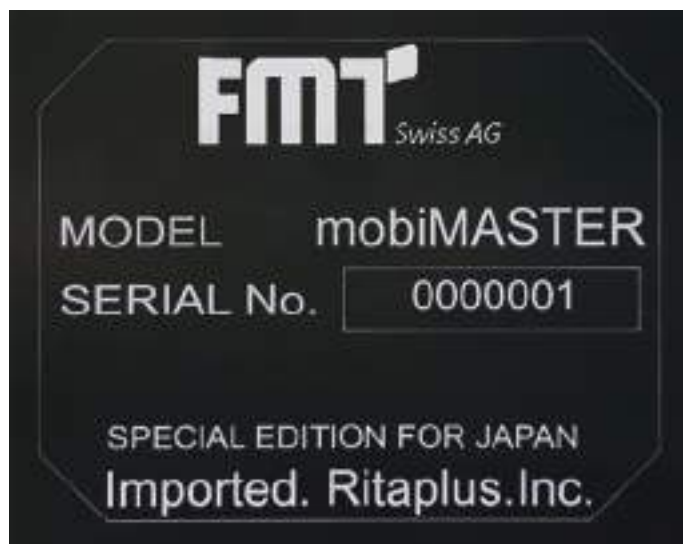 FMT
Swiss AG
MODEL mobiMASTER
SERIAL No. 0000001
SPECIAL EDITION FOR JAPAN
Imported. Ritaplus.Inc.